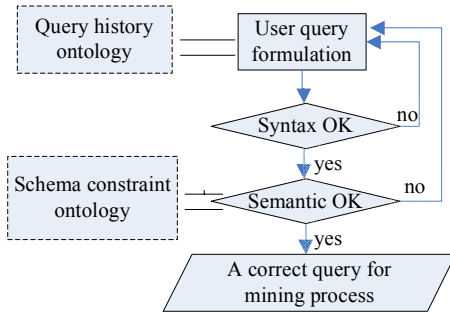 Query history
ontology
User query
formulation
Syntax OK
no
yes
Schema constraint
ontology
Semantic OK
no
yes
A correct query for
mining process